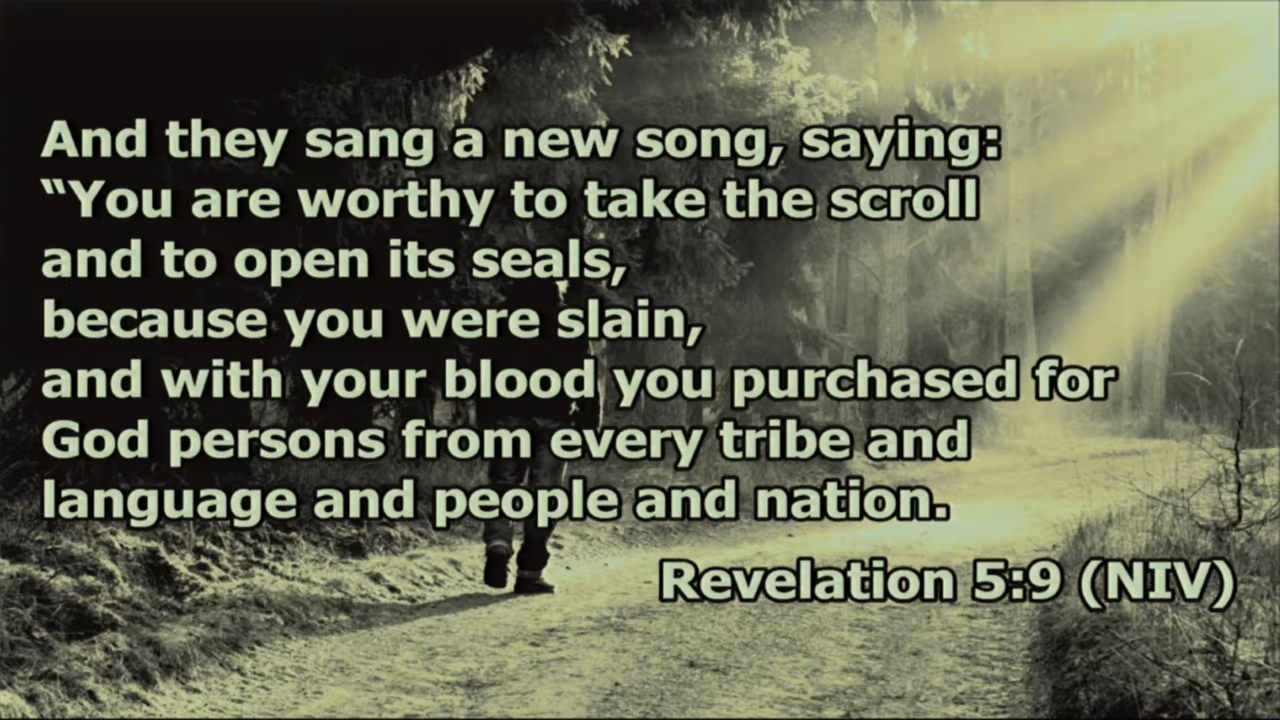 And they sang a new song, saying:
“You are worthy to take the scroll
and to open its seals,
because you were slain,
and with your blood you purchased for
God persons from every tribe and
language and people and nation.
Revelation 5:9 (NIV)